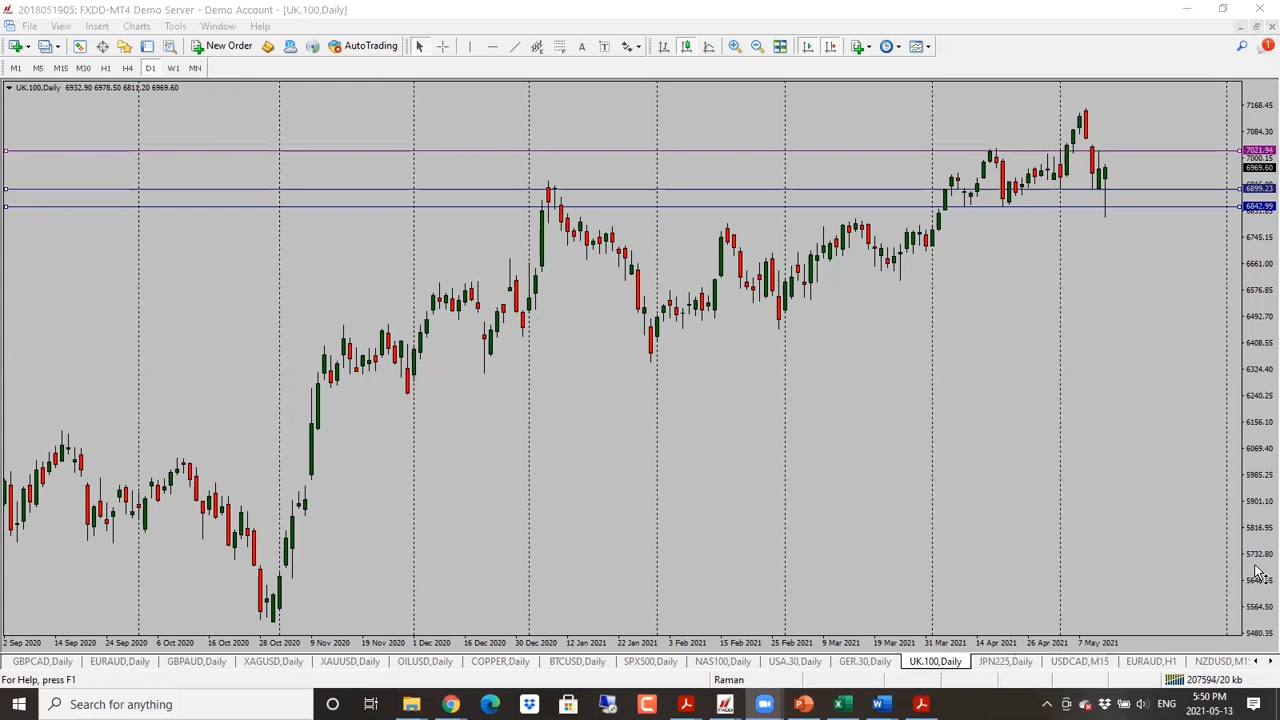 2018051905: FXDD-MT4 Demo Server - Demo Account - [UK.100,Daily]
File View Insert Charts Tools Window Help
New Order AutoTrading
M1 M5 M15 M30 H1 H4 D1 W1 MN
UK.100,Daily 6932.90 6978.50 6811.20 6969.60
7168.45
7084.30
7021.94
7000.15
6969.60
6899.23
6842.99
6745.15
6661.00
6576.85
6492.70
6408.55
6324.40
6240.25
6156.10
6069.40
5985.25
5901.10
5816.95
5732.80
5564.50
5480.35
2 Sep 2020 14 Sep 2020 24 Sep 2020 6 Oct 2020 16 Oct 2020 28 Oct 2020 9 Nov 2020 19 Nov 2020 1 Dec 2020 16 Dec 2020 30 Dec 2020 12 Jan 2021 22 Jan 2021 3 Feb 2021 15 Feb 2021 25 Feb 2021 9 Mar 2021 19 Mar 2021 31 Mar 2021 14 Apr 2021 26 Apr 2021 7 May 2021
GBPCAD,Daily EURAUD,Daily GBPAUD,Daily XAGUSD,Daily XAUUSD,Daily OILUSD,Daily COPPER,Daily BTCUSD,Daily SPX500,Daily NAS100,Daily USA.30,Daily GER.30,Daily UK.100,Daily JPN225,Daily USDCAD,M15 EURAUD,H1 NZDUSD,M1
For Help, press F1 Raman 207594/20 kb
Type here to search
ENG
5:50 PM
2021-05-13